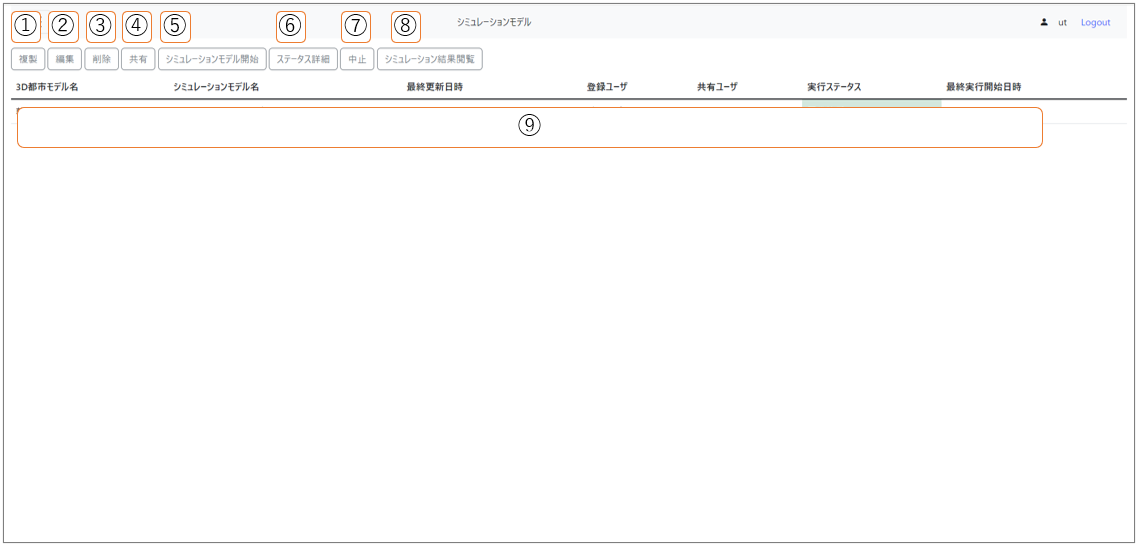 ① ② ③ ④ ⑤ ⑥ ⑦ ⑧ シミュレーションモデル ut Logout
複製 編集 削除 共有 シミュレーションモデル開始 ステータス詳細 中止 シミュレーション結果閲覧
3D都市モデル名 シミュレーションモデル名 最終更新日時 登録ユーザ 共有ユーザ 実行ステータス 最終実行開始日時
⑨